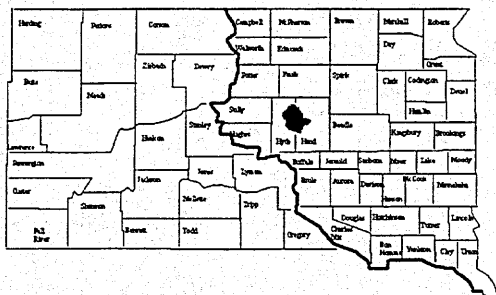 Harding Perkins Corson Campbell McPherson Brown Marshall Roberts
Walworth Edmunds Day
Ziebach Dewey Grant
Butte Potter Faulk Spink Clark Codington
Meade Deuel
Sully Hamlin
Stanley
Lawrence Haakon Hughes Hyde Hand Beadle Kingsbury Brookings
Pennington Buffalo Jerauld Sanborn Miner Lake Moody
Custer Jackson Jones Lyman Brule Aurora Davison Hanson McCook Minnehaha
Shannon Mellette
Tripp Douglas Hutchinson Turner Lincoln
Fall River Bennett Todd Gregory Charles Mix
Bon Homme Yankton Clay Union